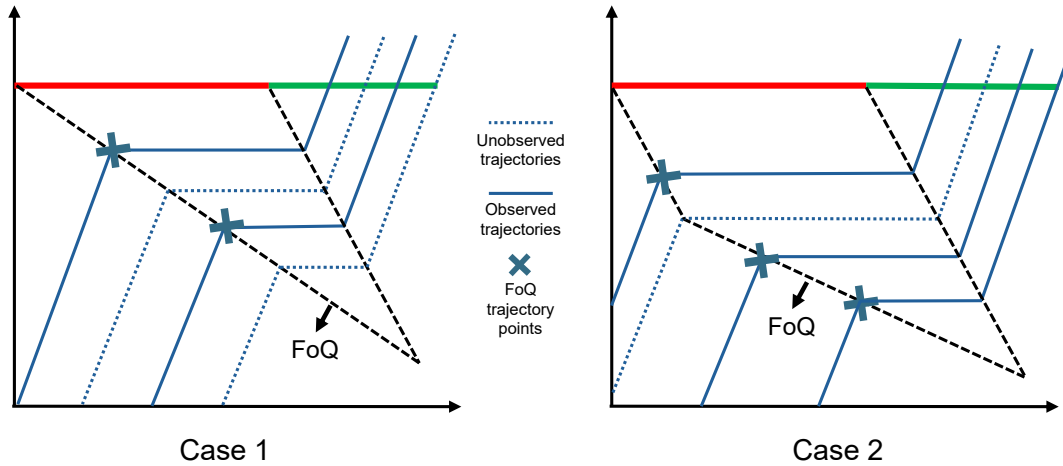 Unobserved
trajectories
Observed
trajectories
FoQ
trajectory
points
FoQ
FoQ
Case 1
Case 2